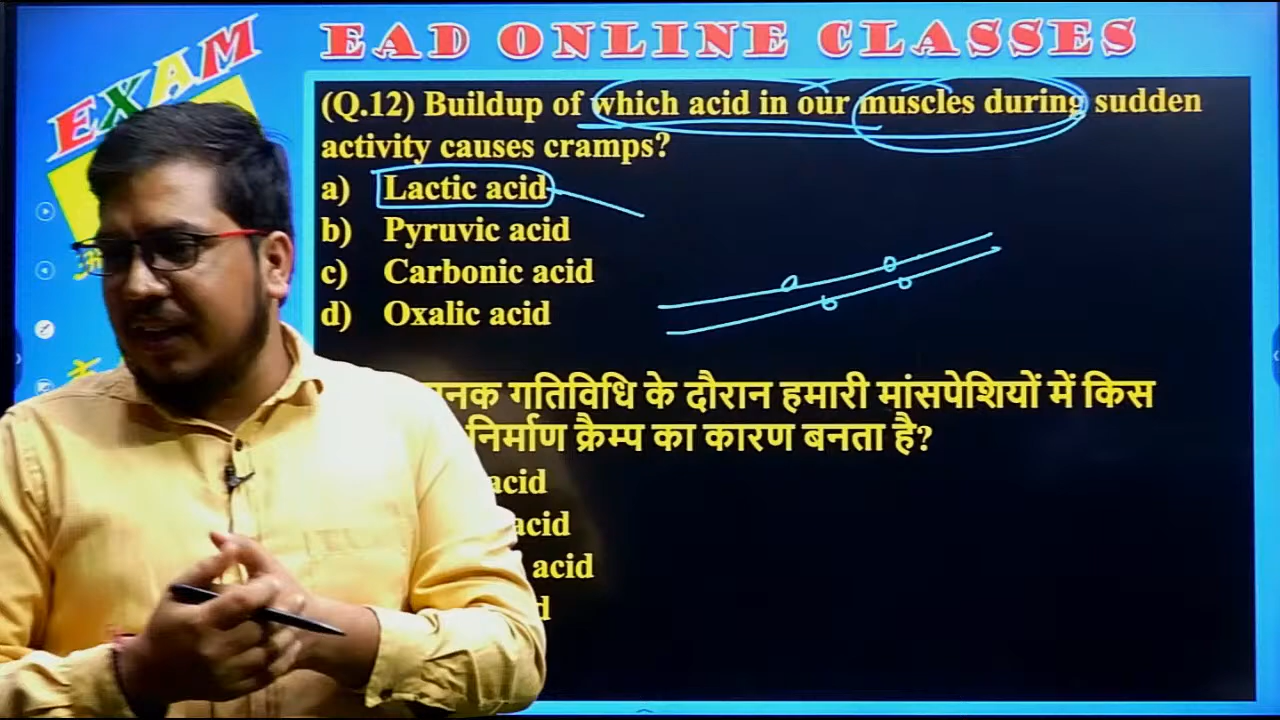 EAD ONLINE CLASSES
EXAM
(Q.12) Buildup of which acid in our muscles during sudden
activity causes cramps?
a) Lactic acid
b) Pyruvic acid
c) Carbonic acid
d) Oxalic acid
गतिविधि के दौरान हमारी मांसपेशियों में किस
निर्माण क्रैम्प का कारण बनता है?
acid
acid
acid